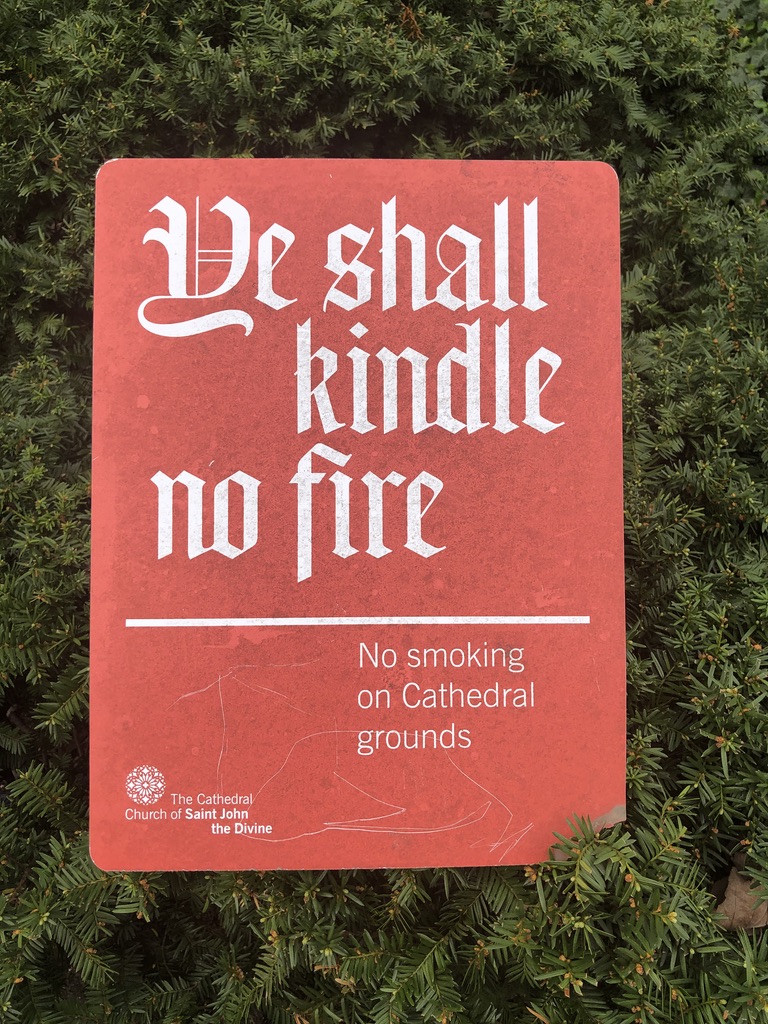 Ye shall
kindle
no fire
No smoking
on Cathedral
grounds
The Cathedral
Church of Saint John
the Divine